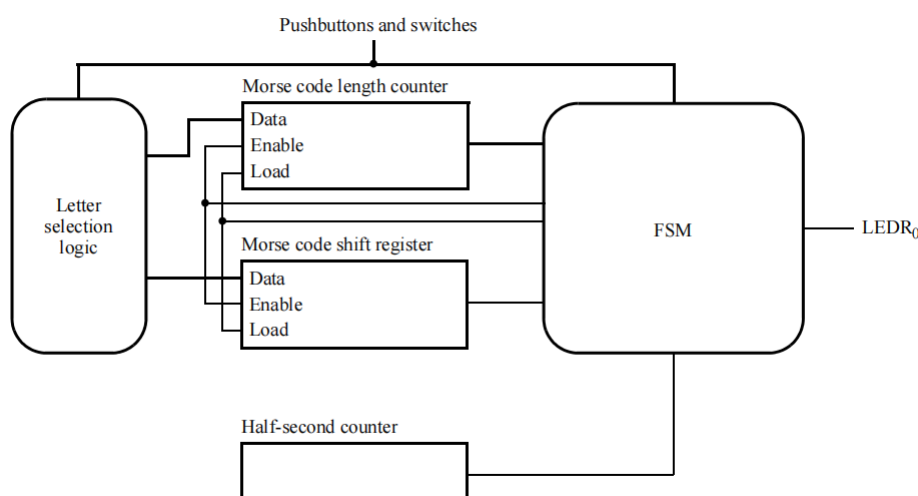 Pushbuttons and switches
Morse code length counter
Data
Enable
Load
Letter
selection
logic
FSM
LEDR0
Morse code shift register
Data
Enable
Load
Half-second counter